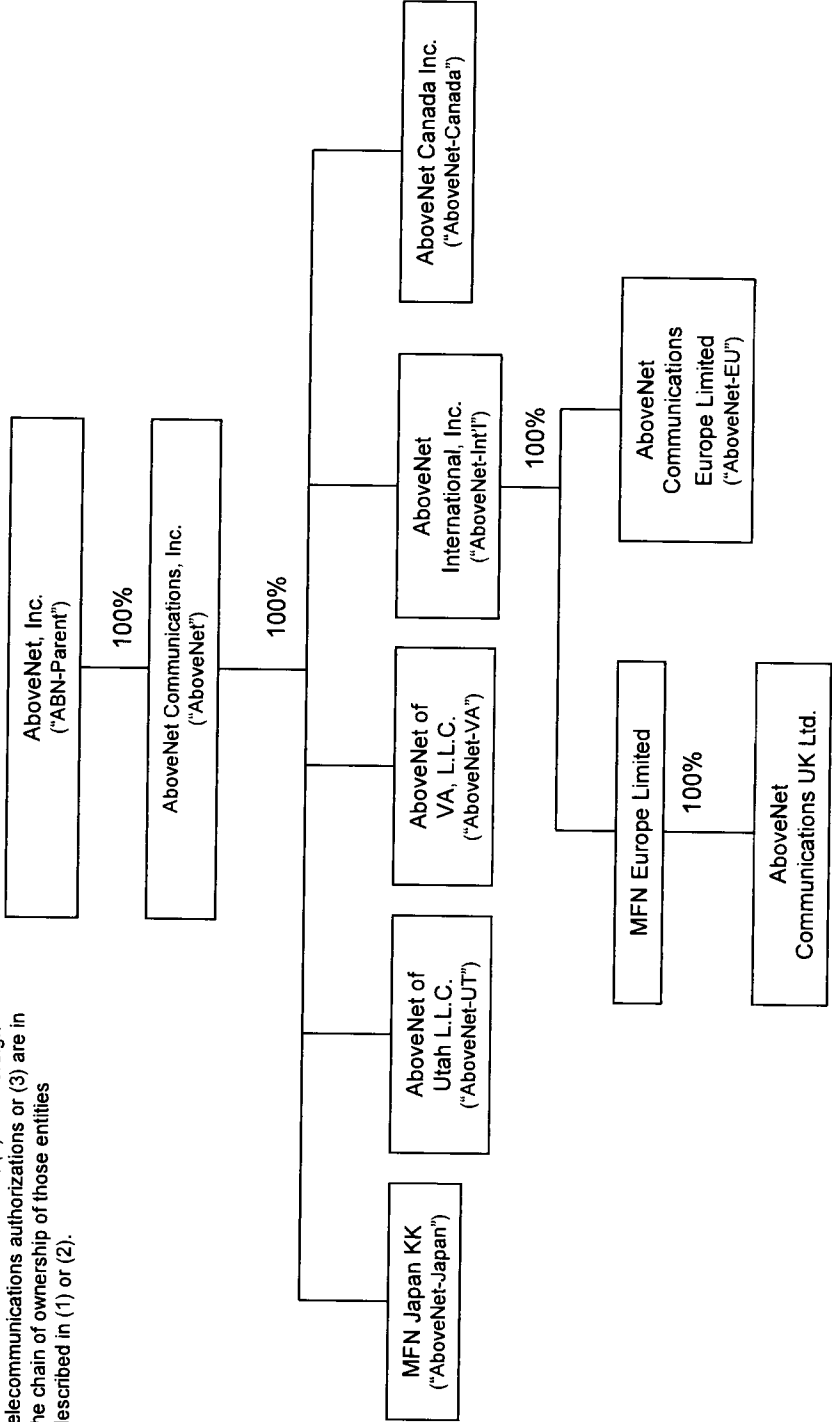 elecommunications authorizations or (3) are in
he chain of ownership of those entities
escribed in (1) or (2).
AboveNet, Inc.
("ABN-Parent")
100%
AboveNet Communications, Inc.
("AboveNet")
100%
MFN Japan KK
("AboveNet-Japan")
AboveNet of
Utah L.L.C.
("AboveNet-UT")
AboveNet of
VA, L.L.C.
("AboveNet-VA")
AboveNet
International, Inc.
("AboveNet-Int'l")
AboveNet Canada Inc.
("AboveNet-Canada")
100%
MFN Europe Limited
AboveNet
Communications
Europe Limited
("AboveNet-EU")
100%
AboveNet
Communications UK Ltd.